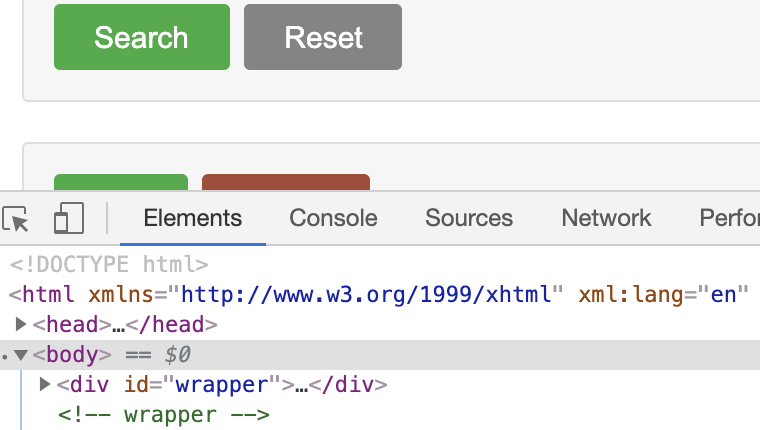 Search Reset
Elements Console Sources Network Perfor
<!DOCTYPE html>
<html xmlns="http://www.w3.org/1999/xhtml" xml:lang="en"
<head>…</head>
<body> == $0
<div id="wrapper">…</div>
<!-- wrapper -->